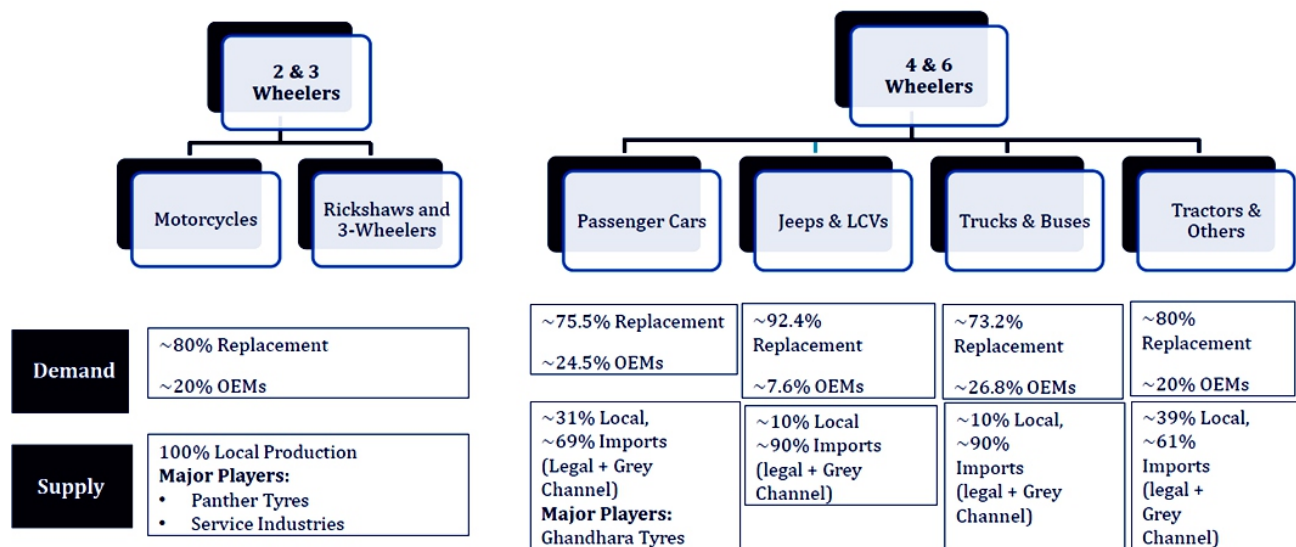 2 & 3
Wheelers
4 & 6
Wheelers
Motorcycles
Rickshaws and
3-Wheelers
Passenger Cars
Jeeps & LCVs
Trucks & Buses
Tractors &
Others
Demand
~80% Replacement
~20% OEMs
~75.5% Replacement
~24.5% OEMs
~92.4%
Replacement
~7.6% OEMs
~73.2%
Replacement
~26.8% OEMs
~80%
Replacement
~20% OEMs
Supply
100% Local Production
Major Players:
• Panther Tyres
• Service Industries
~31% Local,
~69% Imports
(Legal + Grey
Channel)
Major Players:
Ghandhara Tyres
~10% Local
~90% Imports
(legal + Grey
Channel)
~10% Local,
~90%
Imports
(legal + Grey
Channel)
~39% Local,
~61%
Imports
(legal +
Grey
Channel)